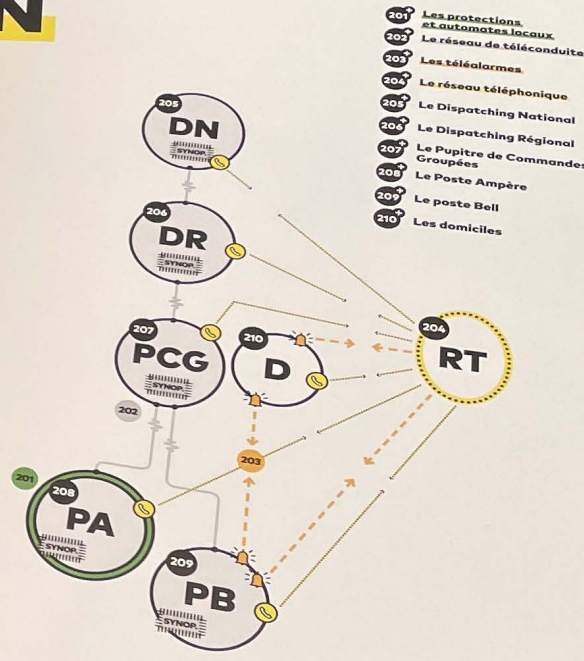 N
201+ Les protections
et automates locaux
202+ Le réseau de téléconduite
203+ Les téléalarmes
204+ Le réseau téléphonique
205+ Le Dispatching National
206+ Le Dispatching Régional
207+ Le Pupitre de Commandes
Groupées
208+ Le Poste Ampère
209+ Le poste Bell
210+ Les domiciles
205
DN
SYNOP.
206
DR
SYNOP.
207
PCG
SYNOP.
210
D
204
RT
202
203
201
208
PA
SYNOP.
209
PB
SYNOP.